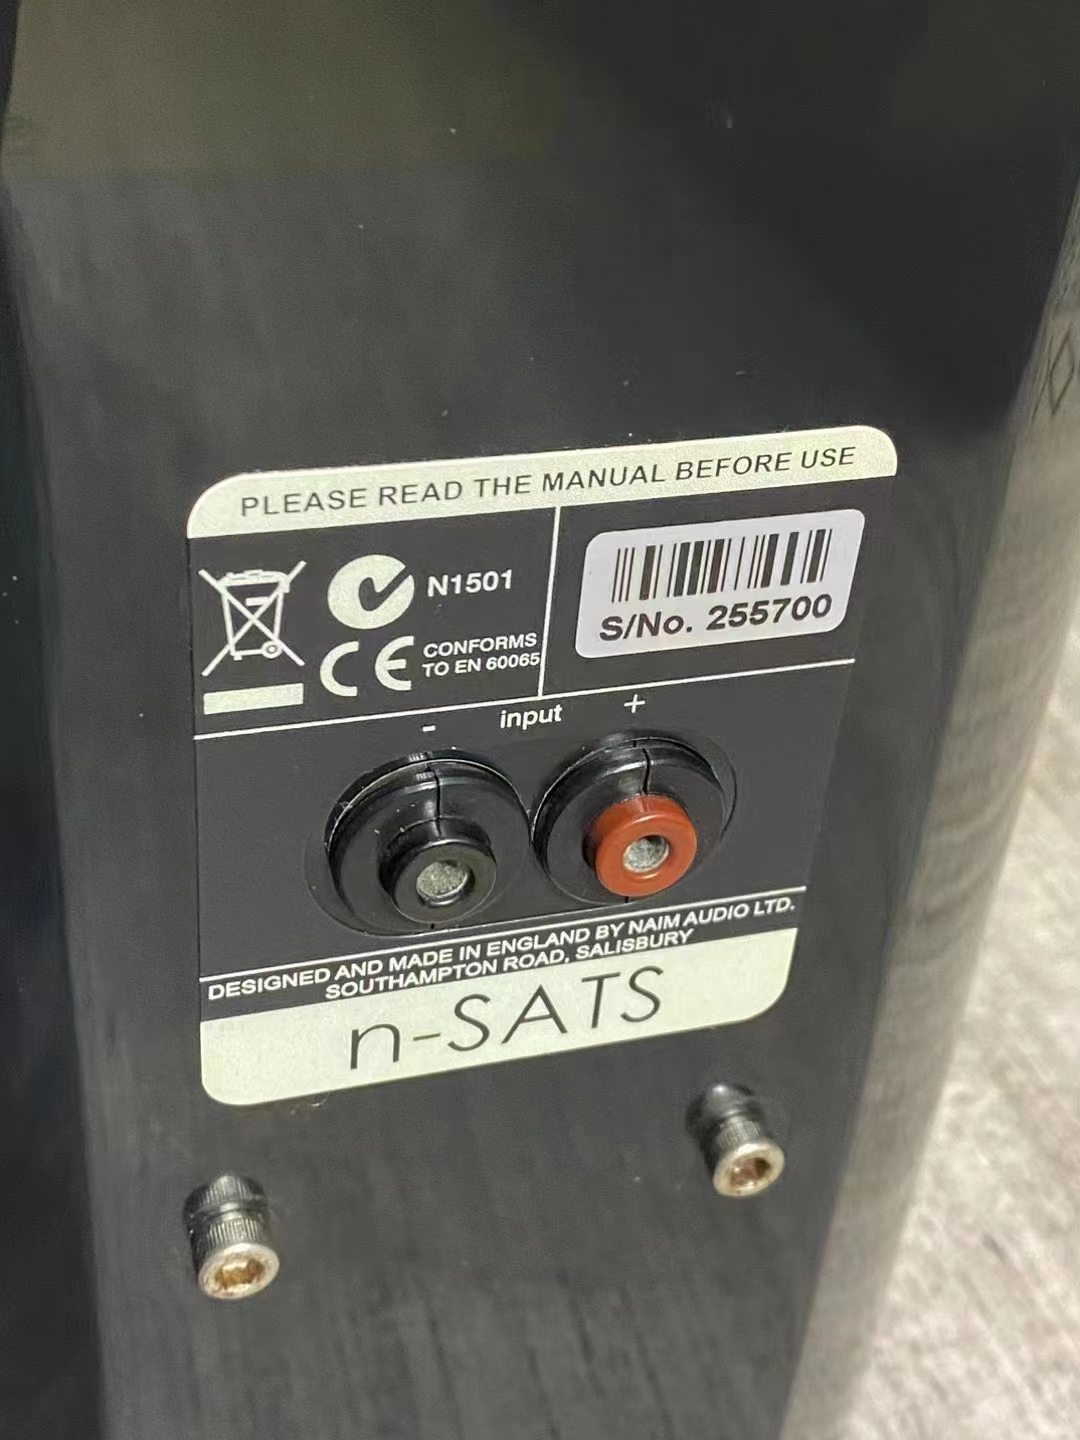 PLEASE READ THE MANUAL BEFORE USE
N1501
CE CONFORMS
TO EN 60065
S/No. 255700
- input +
DESIGNED AND MADE IN ENGLAND BY NAIM AUDIO LTD.
SOUTHAMPTON ROAD, SALISBURY
n-SATS